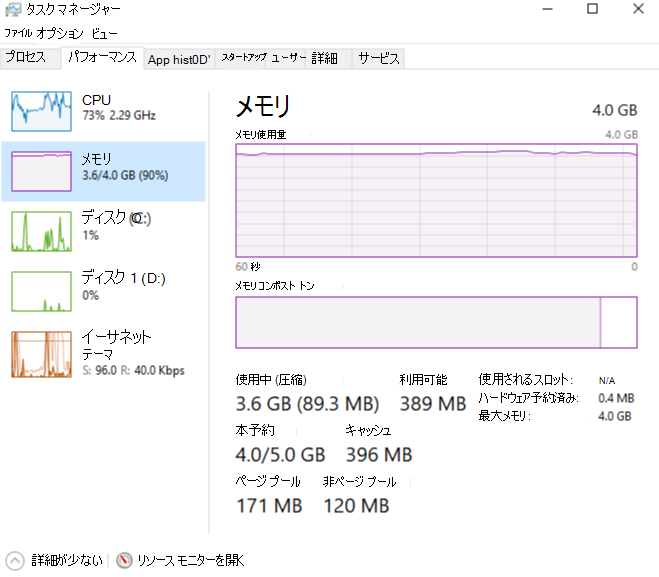 タスク マネージャー
ファイル オプション ビュー
プロセス パフォーマンス App hist0D' スタートアップ ユーザー 詳細 サービス
CPU
73% 2.29 GHz
メモリ
3.6/4.0 GB (90%)
ディスク (C:)
1%
ディスク 1 (D:)
0%
イーサネット
テーマ
S: 96.0 R: 40.0 Kbps
メモリ 4.0 GB
メモリ使用量 4.0 GB
60 秒 0
メモリコンポスト トン
使用中 (圧縮) 利用可能
3.6 GB (89.3 MB) 389 MB
本予約 キャッシュ
4.0/5.0 GB 396 MB
ページ プール 非ページ プール
171 MB 120 MB
使用されるスロット: N/A
ハードウェア予約済み: 0.4 MB
最大メモリ: 4.0 GB
詳細が少ない リソース モニターを開く